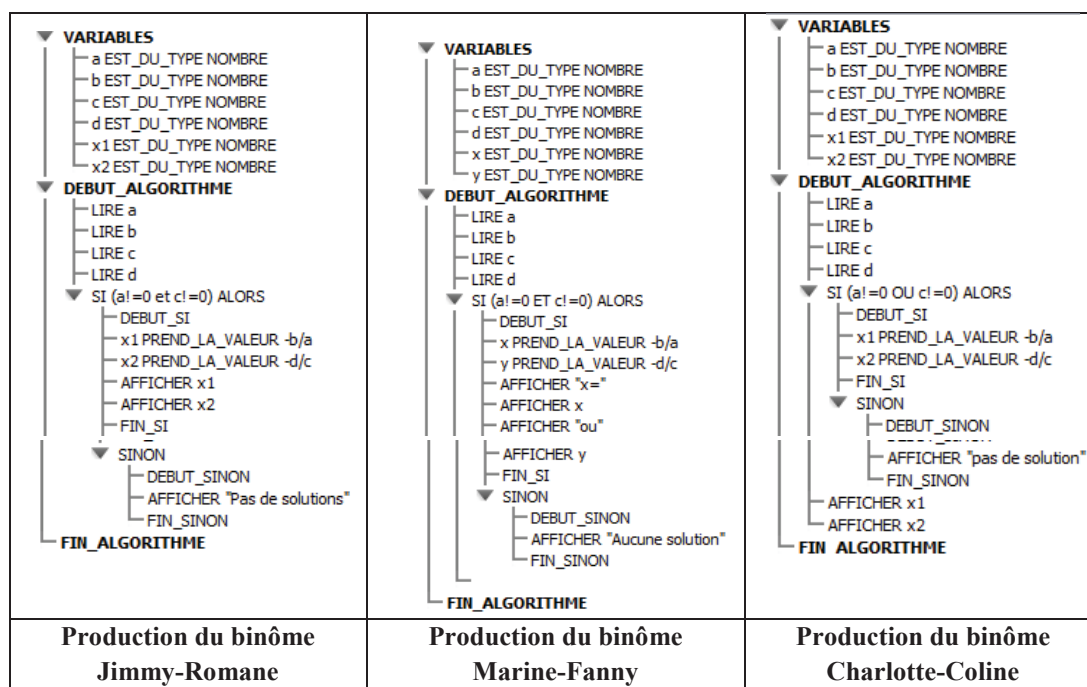 VARIABLES
a EST_DU_TYPE NOMBRE
b EST_DU_TYPE NOMBRE
c EST_DU_TYPE NOMBRE
d EST_DU_TYPE NOMBRE
x1 EST_DU_TYPE NOMBRE
x2 EST_DU_TYPE NOMBRE
DEBUT_ALGORITHME
LIRE a
LIRE b
LIRE c
LIRE d
SI (a!=0 et c!=0) ALORS
DEBUT_SI
x1 PREND_LA_VALEUR -b/a
x2 PREND_LA_VALEUR -d/c
AFFICHER x1
AFFICHER x2
FIN_SI
SINON
DEBUT_SINON
AFFICHER "Pas de solutions"
FIN_SINON
FIN_ALGORITHME
Production du binôme
Jimmy-Romane
VARIABLES
a EST_DU_TYPE NOMBRE
b EST_DU_TYPE NOMBRE
c EST_DU_TYPE NOMBRE
d EST_DU_TYPE NOMBRE
x EST_DU_TYPE NOMBRE
y EST_DU_TYPE NOMBRE
DEBUT_ALGORITHME
LIRE a
LIRE b
LIRE c
LIRE d
SI (a!=0 ET c!=0) ALORS
DEBUT_SI
x PREND_LA_VALEUR -b/a
y PREND_LA_VALEUR -d/c
AFFICHER "x="
AFFICHER x
AFFICHER "ou"
AFFICHER y
FIN_SI
SINON
DEBUT_SINON
AFFICHER "Aucune solution"
FIN_SINON
FIN_ALGORITHME
Production du binôme
Marine-Fanny
VARIABLES
a EST_DU_TYPE NOMBRE
b EST_DU_TYPE NOMBRE
c EST_DU_TYPE NOMBRE
d EST_DU_TYPE NOMBRE
x1 EST_DU_TYPE NOMBRE
x2 EST_DU_TYPE NOMBRE
DEBUT_ALGORITHME
LIRE a
LIRE b
LIRE c
LIRE d
SI (a!=0 OU c!=0) ALORS
DEBUT_SI
x1 PREND_LA_VALEUR -b/a
x2 PREND_LA_VALEUR -d/c
FIN_SI
SINON
DEBUT_SINON
AFFICHER "pas de solution"
FIN_SINON
AFFICHER x1
AFFICHER x2
FIN ALGORITHME
Production du binôme
Charlotte-Coline